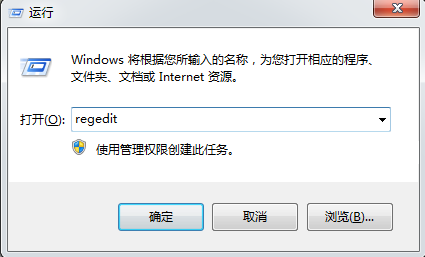 运行
Windows 将根据您所输入的名称，为您打开相应的程序、
文件夹、文档或 Internet 资源。
打开(O): regedit
使用管理权限创建此任务。
确定 取消 浏览(B)...